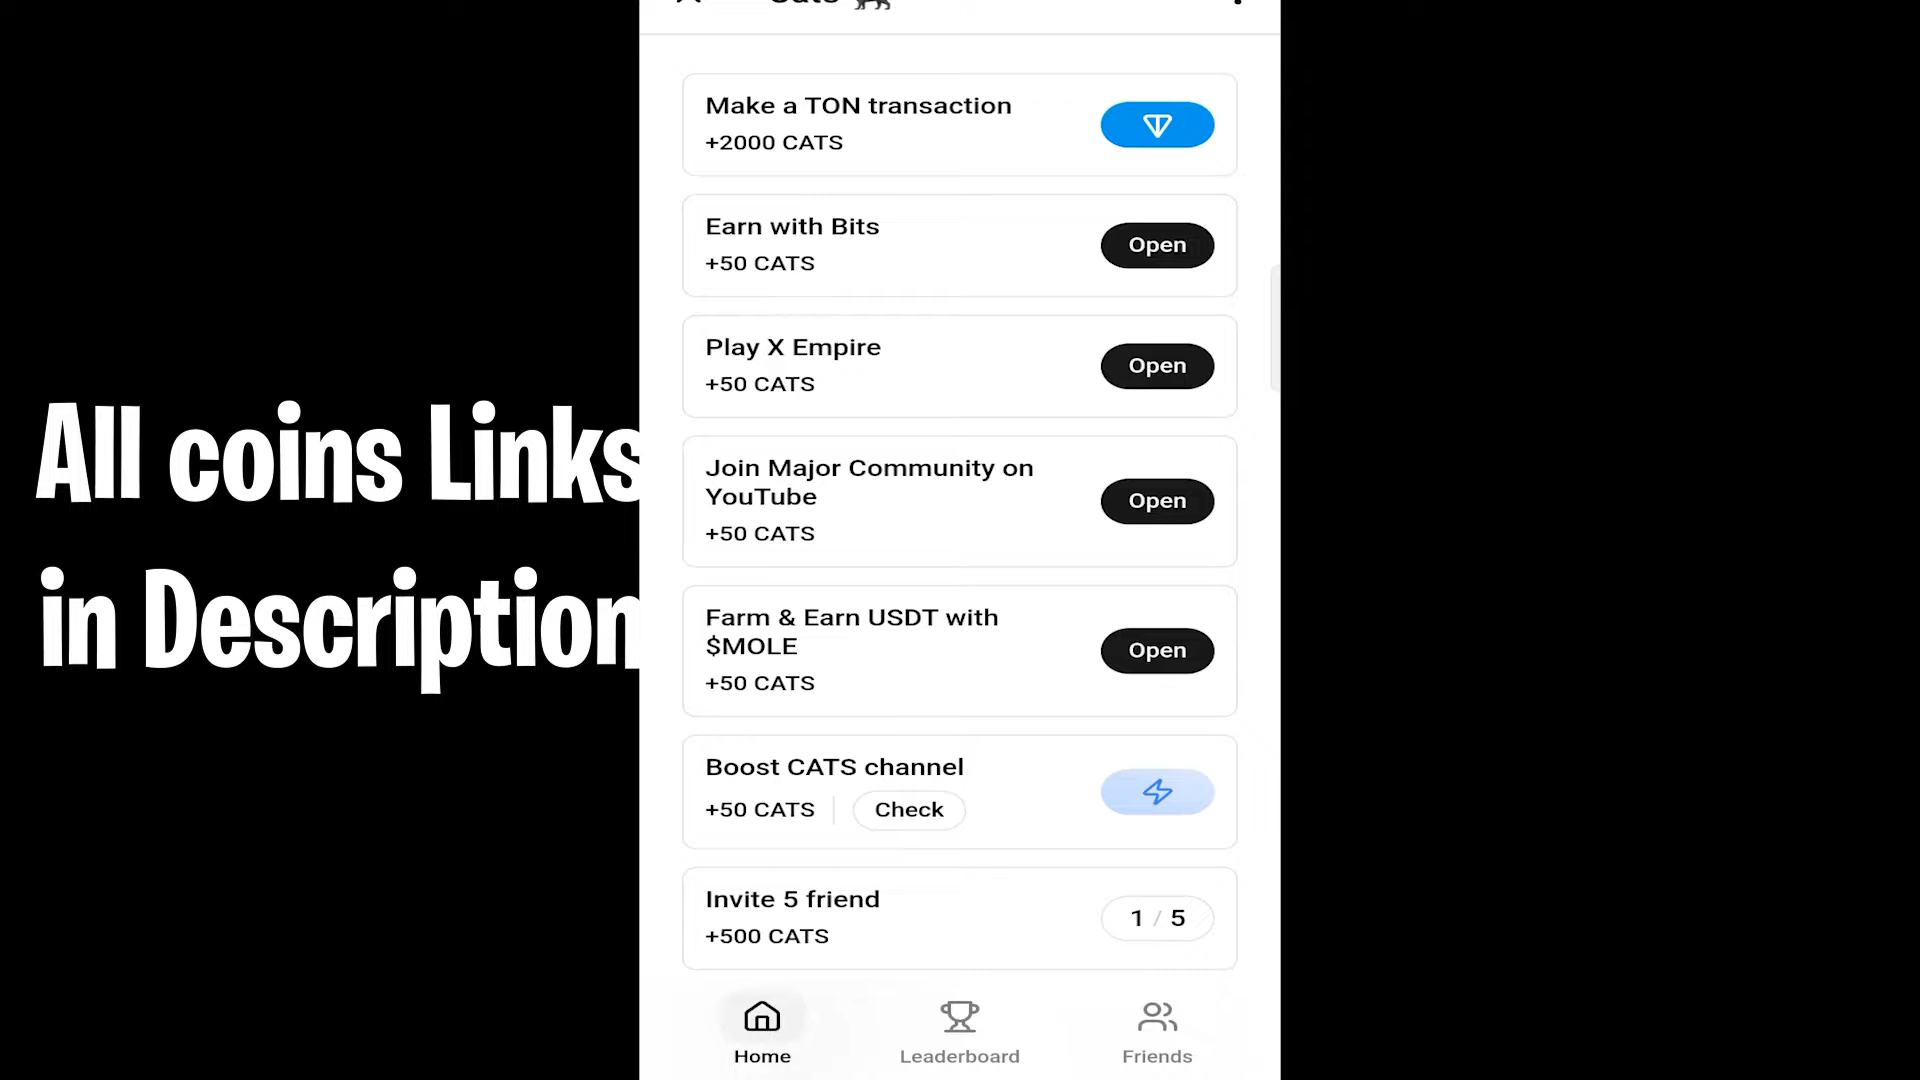 Cats
Make a TON transaction
+2000 CATS
Earn with Bits
+50 CATS
Open
Play X Empire
+50 CATS
Open
Join Major Community on
YouTube
+50 CATS
Open
Farm & Earn USDT with
$MOLE
+50 CATS
Open
Boost CATS channel
+50 CATS
Check
Invite 5 friend
+500 CATS
1 / 5
Home
Leaderboard
Friends
All coins Links
in Description